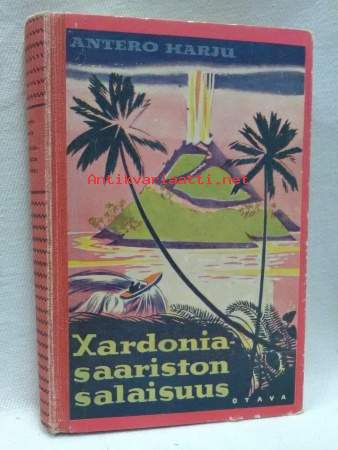 ANTERO HARJU
Antikvariaatti.net
Xardonia-
saariston
salaisuus
OTAVA